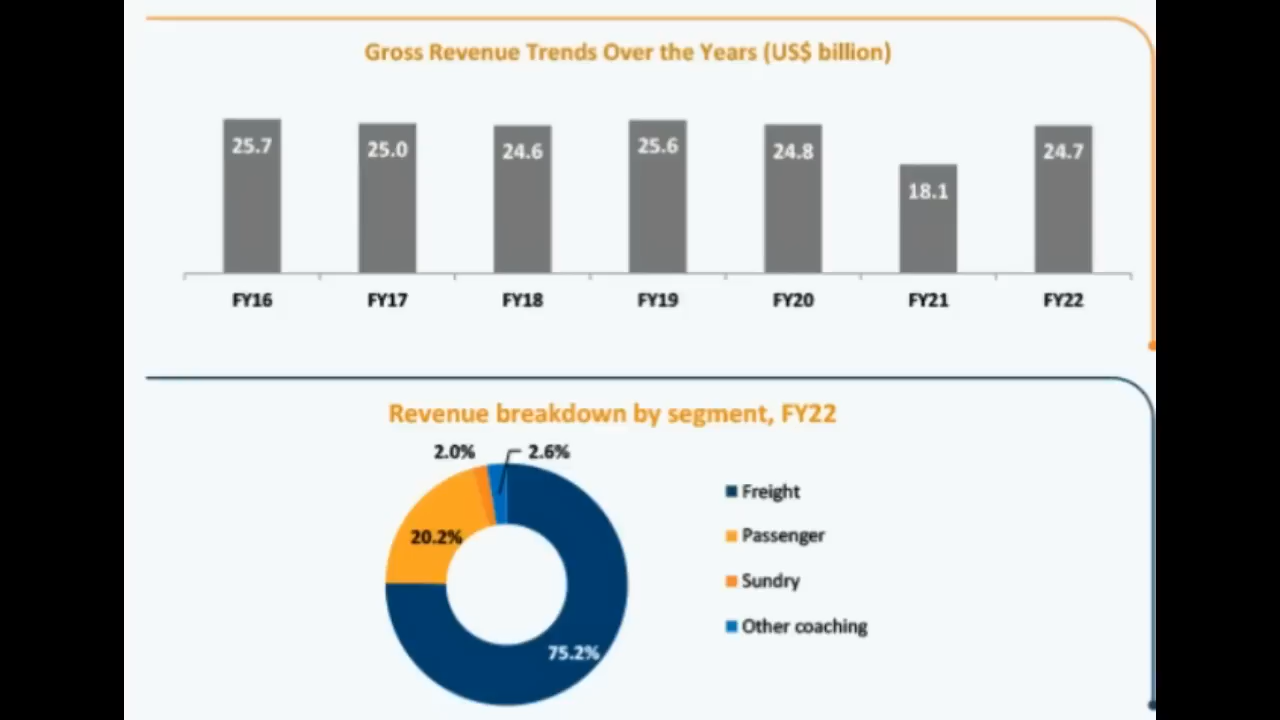 Gross Revenue Trends Over the Years (US$ billion)
25.7 25.0 24.6 25.6 24.8 18.1 24.7
FY16 FY17 FY18 FY19 FY20 FY21 FY22
Revenue breakdown by segment, FY22
2.0% 2.6%
Freight
20.2% Passenger
Sundry
Other coaching
75.2%